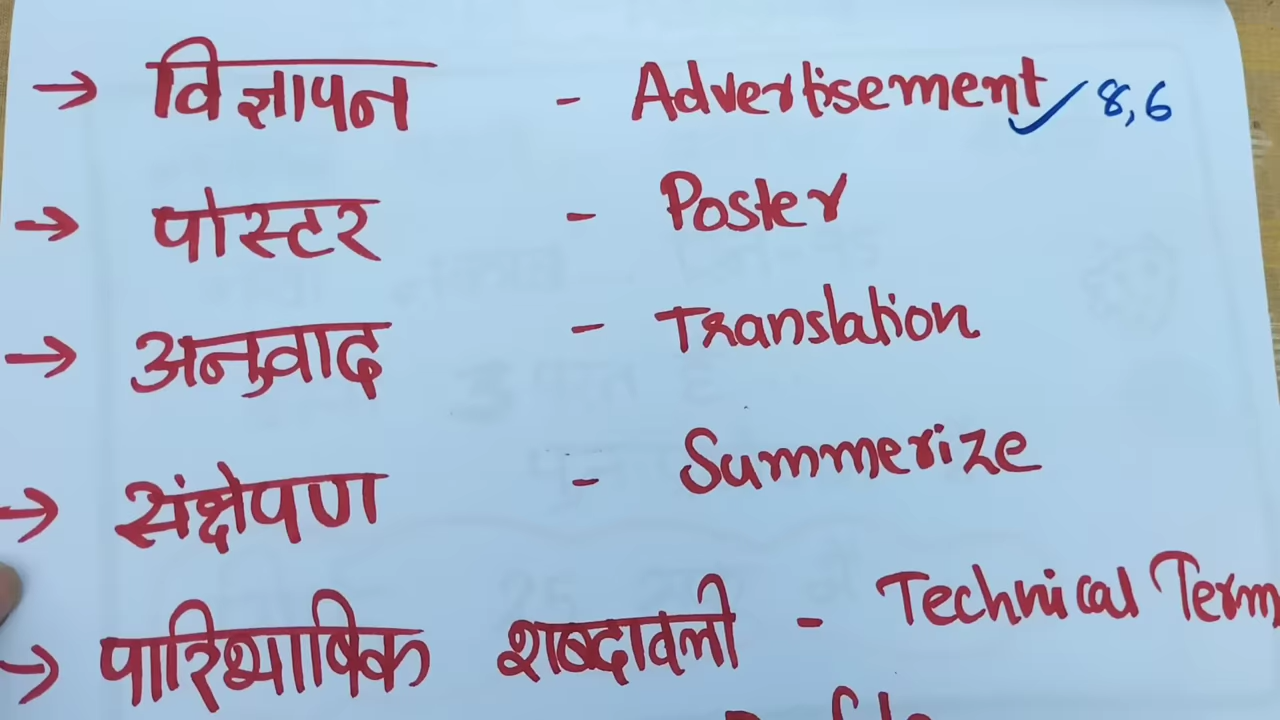 → विज्ञापन - Advertisement ✓ 8,6
→ पोस्टर - Poster
→ अनुवाद - Translation
→ संक्षेपण - Summerize
→ पारिभाषिक शब्दावली - Technical Term